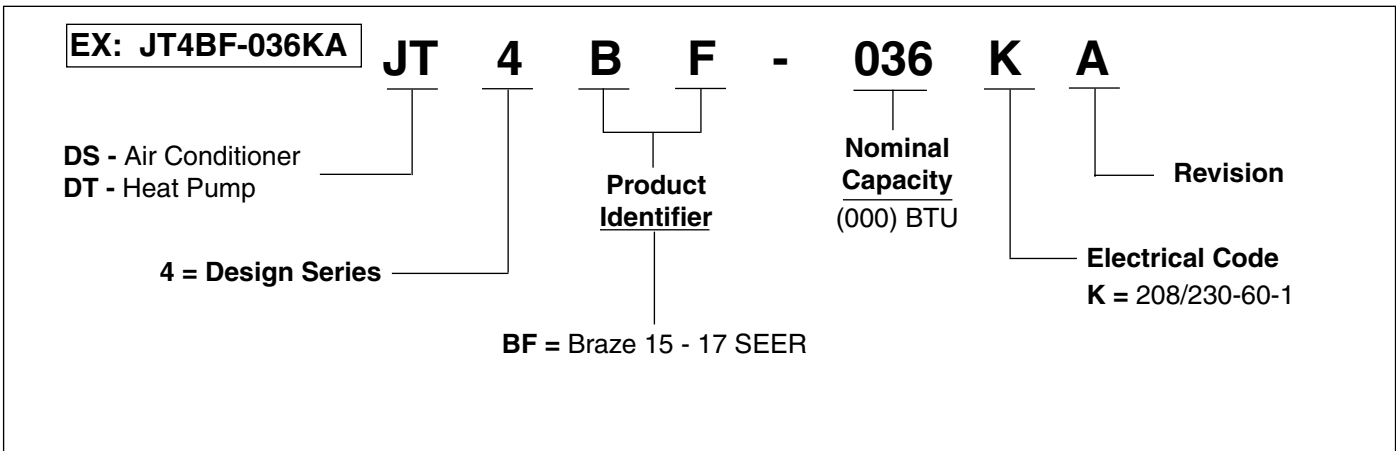 EX: JT4BF-036KA
JT 4 B F - 036 K A
DS - Air Conditioner
DT - Heat Pump
4 = Design Series
Product
Identifier
BF = Braze 15 - 17 SEER
Nominal
Capacity
(000) BTU
Revision
Electrical Code
K = 208/230-60-1